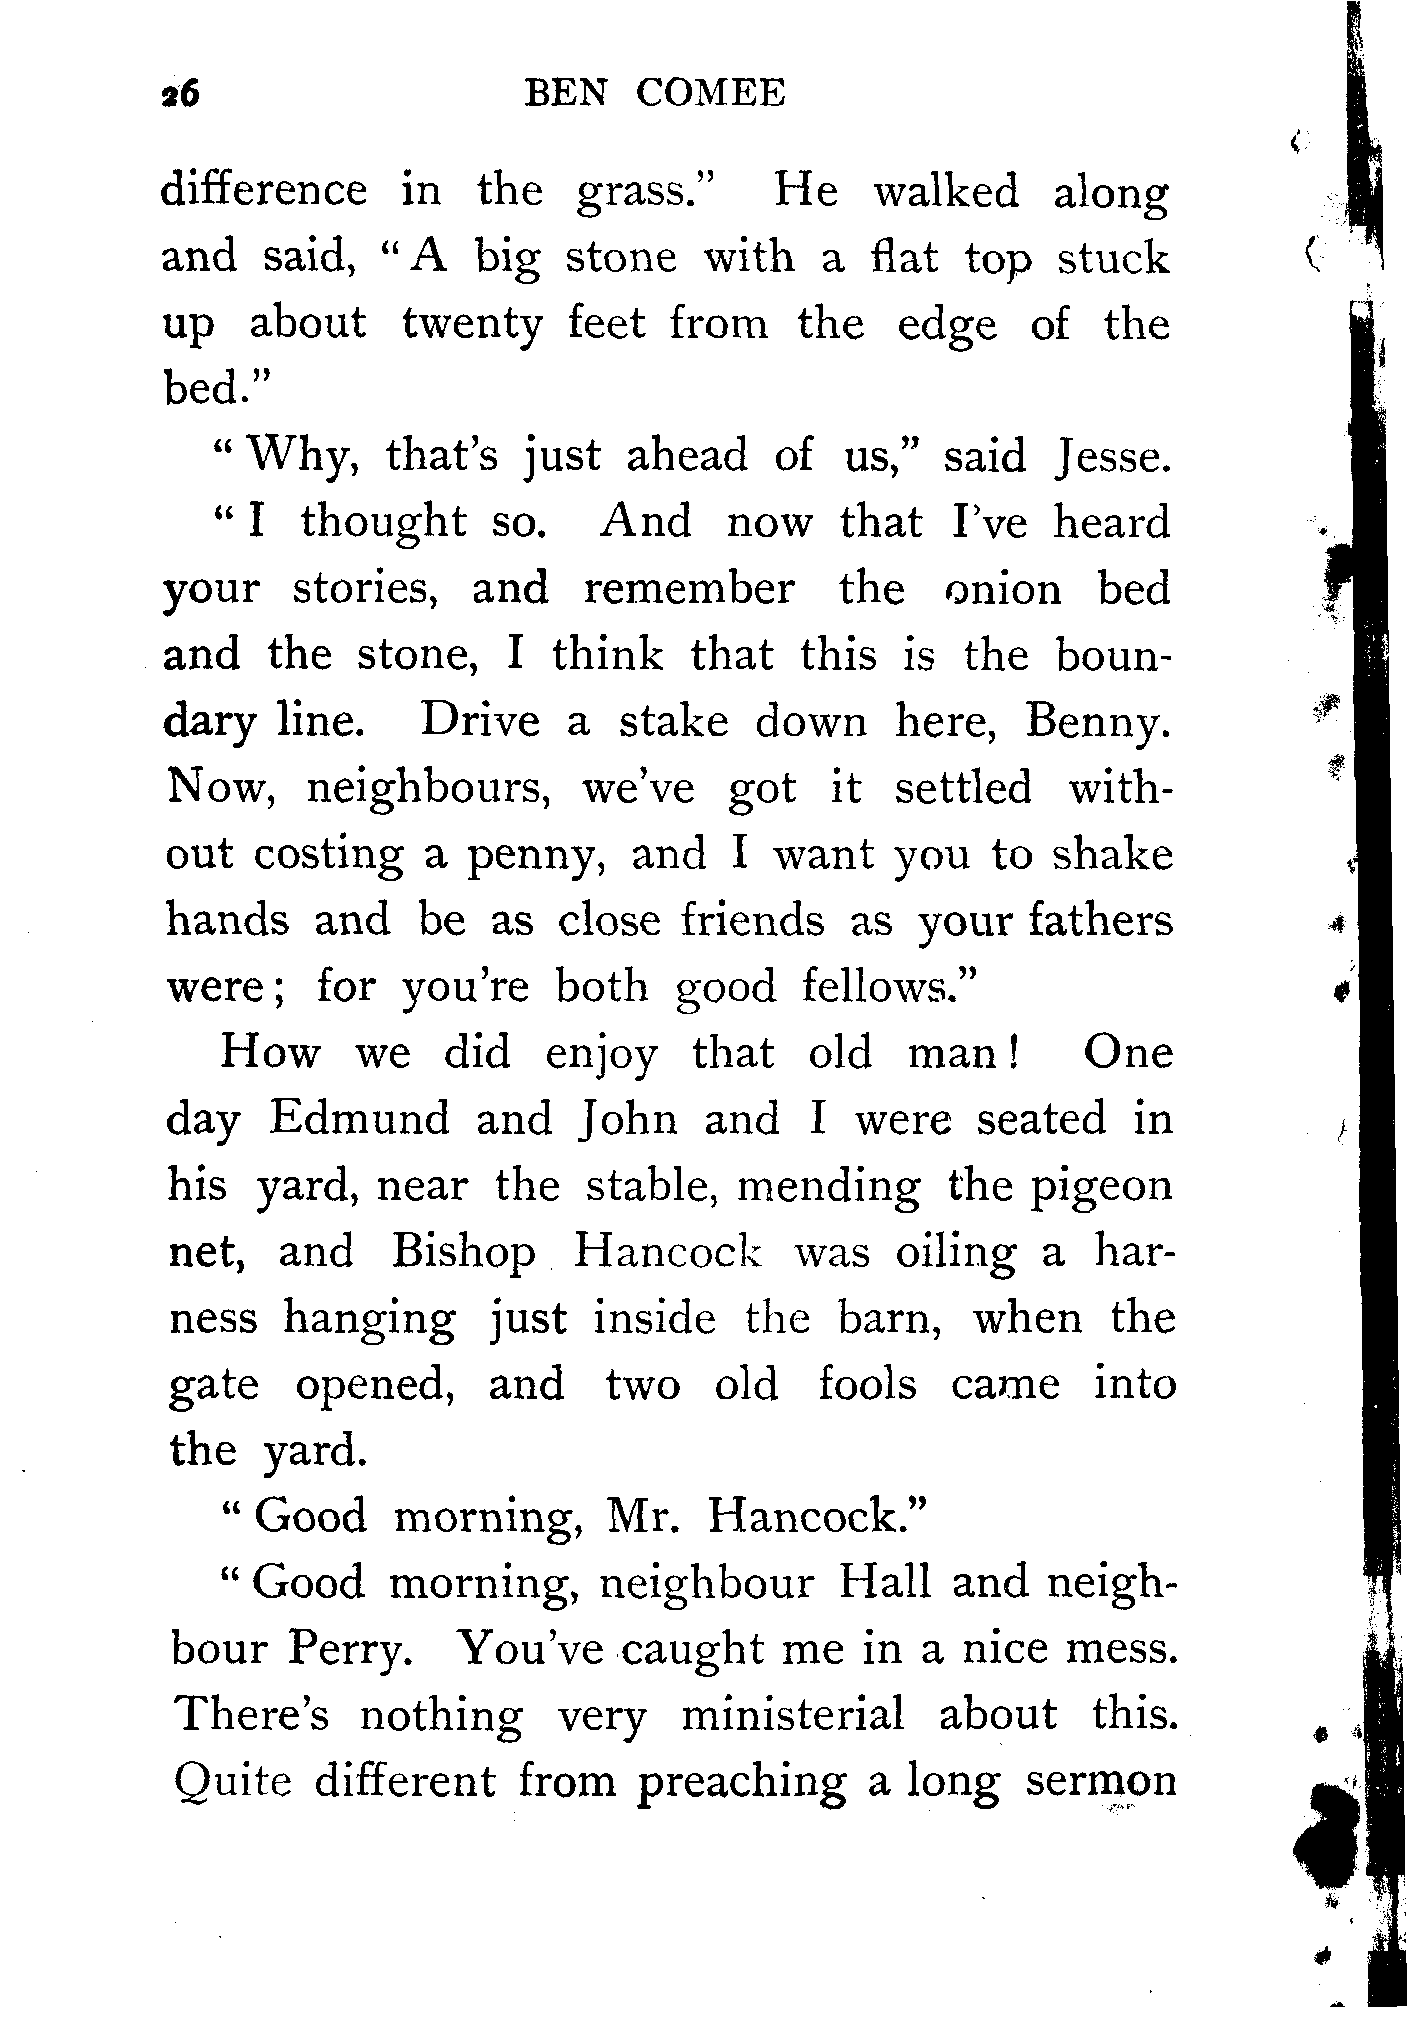 26 BEN COMEE
difference in the grass.” He walked along
and said, “ A big stone with a flat top stuck
up about twenty feet from the edge of the
bed.”
“ Why, that’s just ahead of us,” said Jesse.
“ I thought so. And now that I’ve heard
your stories, and remember the onion bed
and the stone, I think that this is the boun-
dary line. Drive a stake down here, Benny.
Now, neighbours, we’ve got it settled with-
out costing a penny, and I want you to shake
hands and be as close friends as your fathers
were ; for you’re both good fellows.”
How we did enjoy that old man ! One
day Edmund and John and I were seated in
his yard, near the stable, mending the pigeon
net, and Bishop Hancock was oiling a har-
ness hanging just inside the barn, when the
gate opened, and two old fools came into
the yard.
“ Good morning, Mr. Hancock.”
“ Good morning, neighbour Hall and neigh-
bour Perry. You’ve caught me in a nice mess.
There’s nothing very ministerial about this.
Quite different from preaching a long sermon